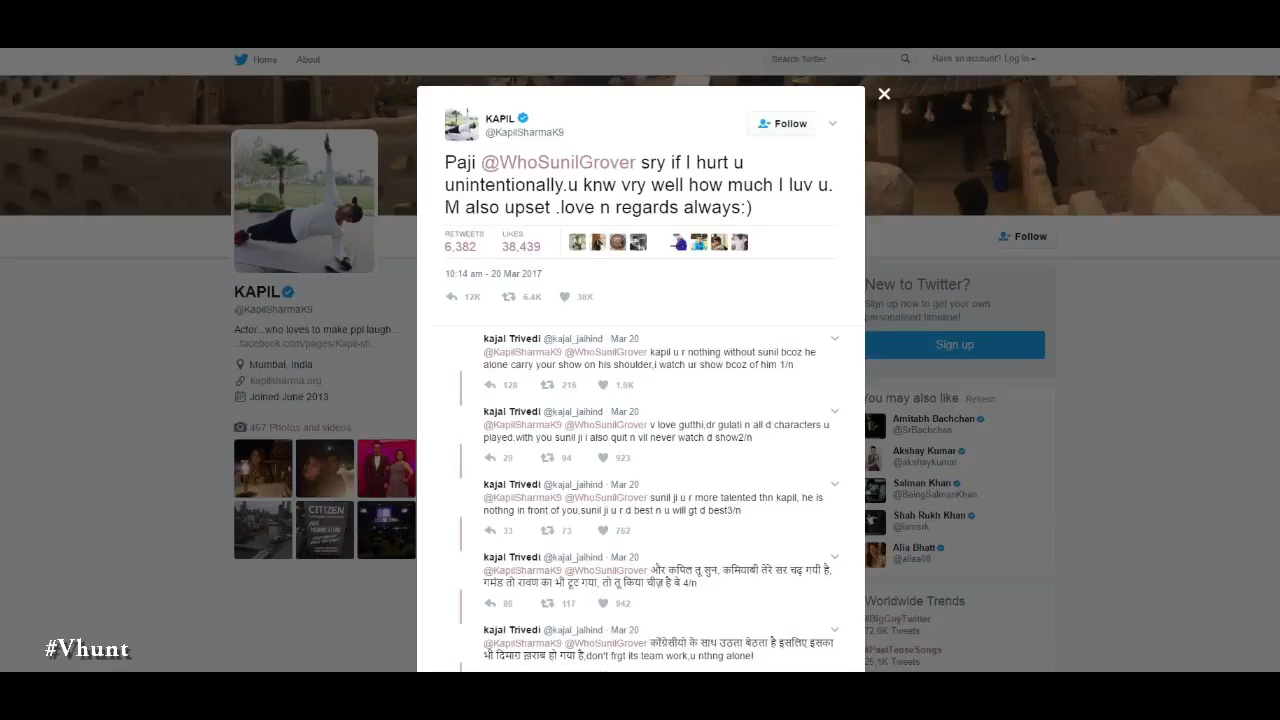 Home About Search Twitter Have an account? Log in
KAPIL
@KapilSharmaK9
Follow
Paji @WhoSunilGrover sry if I hurt u
unintentionally.u knw vry well how much I luv u.
M also upset .love n regards always:)
RETWEETS LIKES
6,382 38,439
10:14 am - 20 Mar 2017
12K 6.4K 38K
kajal Trivedi @kajal_jaihind · Mar 20
@KapilSharmaK9 @WhoSunilGrover kapil u r nothing without sunil bcoz he
alone carry your show on his shoulder,i watch ur show bcoz of him 1/n
128 216 1.9K
kajal Trivedi @kajal_jaihind · Mar 20
@KapilSharmaK9 @WhoSunilGrover v love gutthi,dr gulati n all d characters u
played,with you sunil ji i also quit n vll never watch d show2/n
29 94 923
kajal Trivedi @kajal_jaihind · Mar 20
@KapilSharmaK9 @WhoSunilGrover sunil ji u r more talented thn kapil, he is
nothng in front of you,sunil ji u r d best n u will gt d best3/n
33 73 762
kajal Trivedi @kajal_jaihind · Mar 20
@KapilSharmaK9 @WhoSunilGrover और कपिल तू सुन, कमियाबी तेरे सर चढ़ गयी है,
गमंड तो रावण का भी टूट गया, तो तू किया चीज़ है बे 4/n
86 117 942
kajal Trivedi @kajal_jaihind · Mar 20
@KapilSharmaK9 @WhoSunilGrover काँग्रेसीयो के साथ उठता बेठता है इसलिए इसका
भी दिमाग़ ख़राब हो गया है,don't frgt its team work,u nthng alone!
KAPIL
@KapilSharmaK9
Actor...who loves to make ppl laugh...
..facebook.com/pages/Kapil-sh...
Mumbai, India
kapilsharma.org
Joined June 2013
467 Photos and videos
CITIZEN
Follow
New to Twitter?
Sign up now to get your own
personalised timeline!
Sign up
You may also like · Refresh
Amitabh Bachchan
@SrBachchan
Akshay Kumar
@akshaykumar
Salman Khan
@BeingSalmanKhan
Shah Rukh Khan
@iamsrk
Alia Bhatt
@aliaa08
Worldwide Trends
#BigGuyTwitter
72.6K Tweets
#PastTenseSongs
25.1K Tweets
#Vhunt